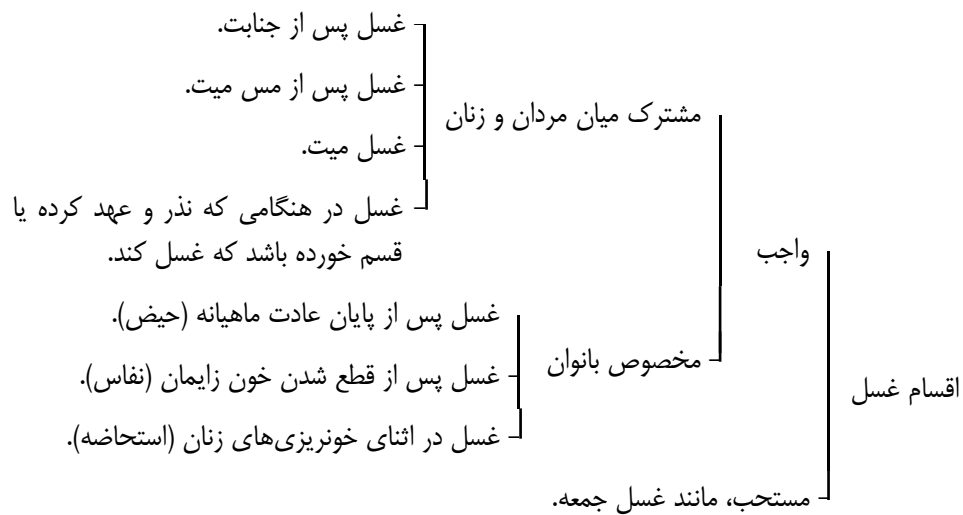 اقسام غسل
واجب
مشترک میان مردان و زنان
غسل پس از جنابت.
غسل پس از مس میت.
غسل میت.
غسل در هنگامی که نذر و عهد کرده یا
قسم خورده باشد که غسل کند.
مخصوص بانوان
غسل پس از پایان عادت ماهیانه (حیض).
غسل پس از قطع شدن خون زایمان (نفاس).
غسل در اثنای خونریزی‌های زنان (استحاضه).
مستحب، مانند غسل جمعه.